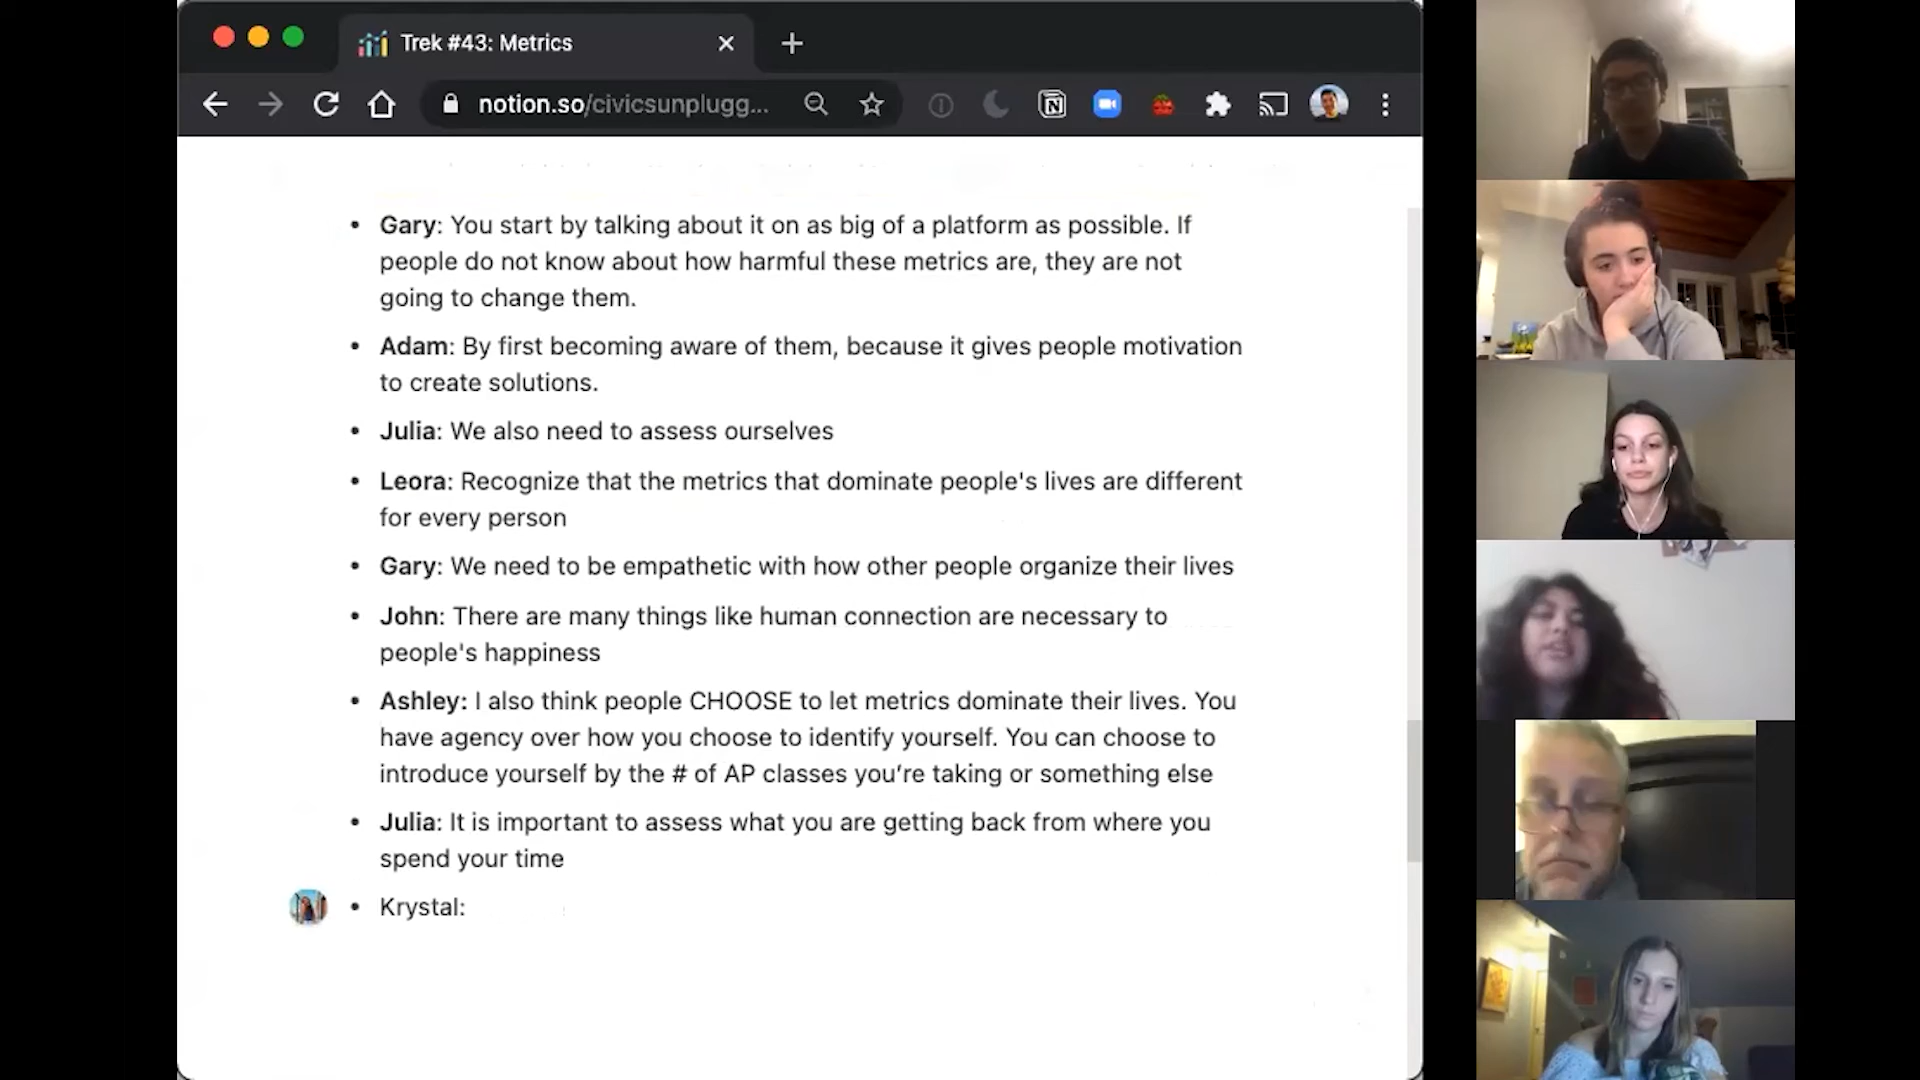 Trek #43: Metrics
notion.so/civicsunplugg...
Gary: You start by talking about it on as big of a platform as possible. If
people do not know about how harmful these metrics are, they are not
going to change them.
Adam: By first becoming aware of them, because it gives people motivation
to create solutions.
Julia: We also need to assess ourselves
Leora: Recognize that the metrics that dominate people's lives are different
for every person
Gary: We need to be empathetic with how other people organize their lives
John: There are many things like human connection are necessary to
people's happiness
Ashley: I also think people CHOOSE to let metrics dominate their lives. You
have agency over how you choose to identify yourself. You can choose to
introduce yourself by the # of AP classes you’re taking or something else
Julia: It is important to assess what you are getting back from where you
spend your time
Krystal: